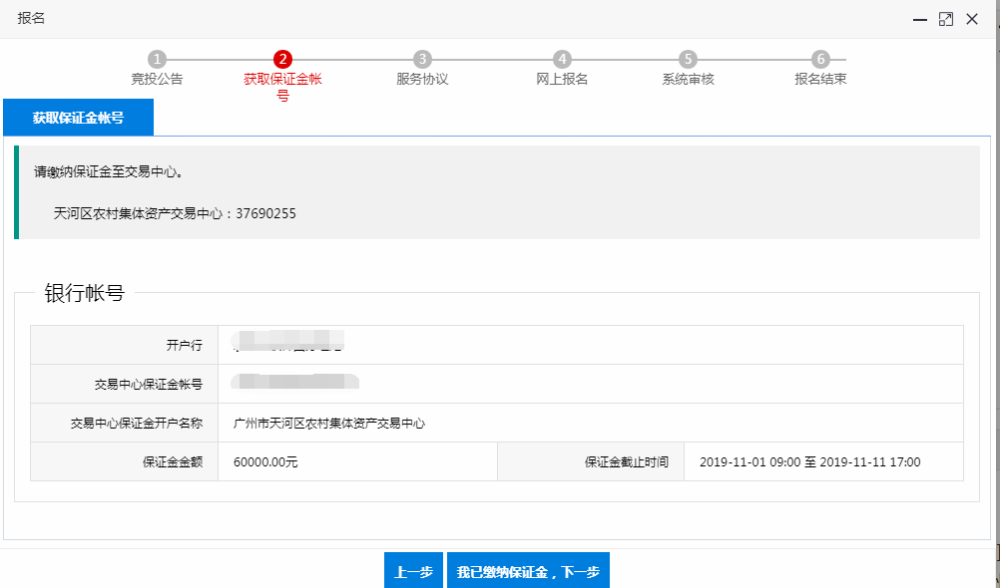 报名
1 2 3 4 5 6
竞投公告 获取保证金帐号 服务协议 网上报名 系统审核 报名结束
获取保证金帐号
请缴纳保证金至交易中心。
天河区农村集体资产交易中心：37690255
银行帐号
开户行
交易中心保证金帐号
交易中心保证金开户名称 广州市天河区农村集体资产交易中心
保证金金额 60000.00元 保证金截止时间 2019-11-01 09:00 至 2019-11-11 17:00
上一步 我已缴纳保证金，下一步